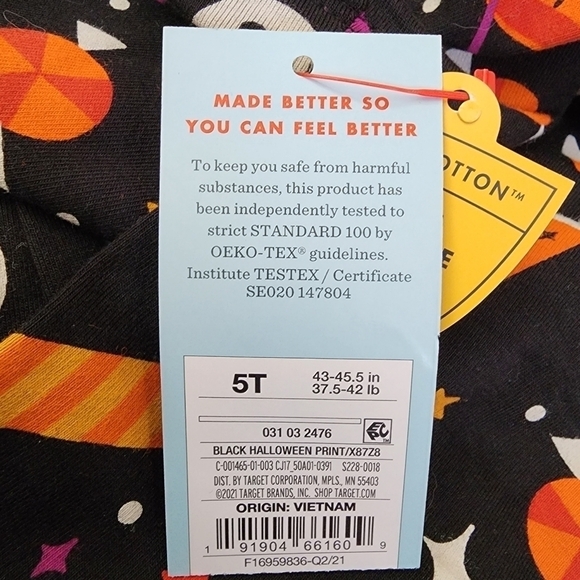 MADE BETTER SO
YOU CAN FEEL BETTER
To keep you safe from harmful
substances, this product has
been independently tested to
strict STANDARD 100 by
OEKO-TEX® guidelines.
Institute TESTEX / Certificate
SE020 147804
OTTON™
E
5T
43-45.5 in
37.5-42 lb
031 03 2476
BLACK HALLOWEEN PRINT/X87Z8
C-001465-01-003 CJ17_50A01-0391 S228-0018
DIST. BY TARGET CORPORATION, MPLS., MN 55403
©2021 TARGET BRANDS, INC. SHOP TARGET.COM
ORIGIN: VIETNAM
1 91904 66160 9
F16959836-Q2/21